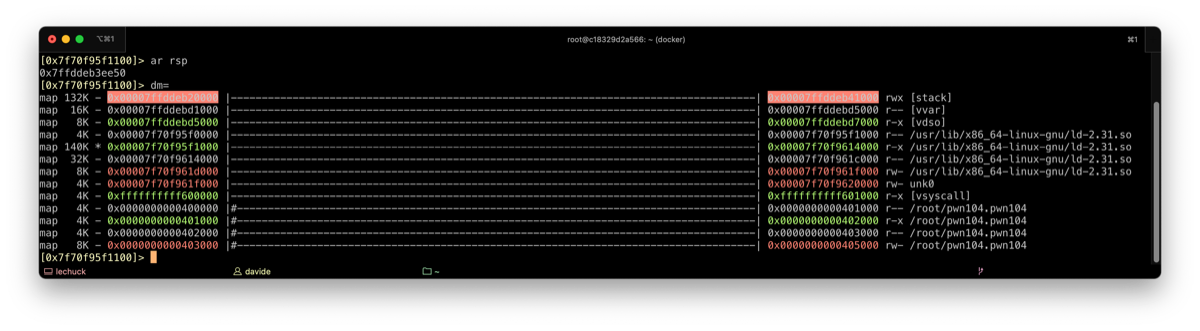 ⌥⌘1 root@c18329d2a566: ~ (docker) ⌘1
[0x7f70f95f1100]> ar rsp
0x7ffddeb3ee50
[0x7f70f95f1100]> dm=
map 132K - 0x00007ffddeb20000 |--------------------------------------------------------------------------------------| 0x00007ffddeb41000 rwx [stack]
map 16K - 0x00007ffddebd1000 |--------------------------------------------------------------------------------------| 0x00007ffddebd5000 r-- [vvar]
map 8K - 0x00007ffddebd5000 |--------------------------------------------------------------------------------------| 0x00007ffddebd7000 r-x [vdso]
map 4K - 0x00007f70f95f0000 |--------------------------------------------------------------------------------------| 0x00007f70f95f1000 r-- /usr/lib/x86_64-linux-gnu/ld-2.31.so
map 140K * 0x00007f70f95f1000 |--------------------------------------------------------------------------------------| 0x00007f70f9614000 r-x /usr/lib/x86_64-linux-gnu/ld-2.31.so
map 32K - 0x00007f70f9614000 |--------------------------------------------------------------------------------------| 0x00007f70f961c000 r-- /usr/lib/x86_64-linux-gnu/ld-2.31.so
map 8K - 0x00007f70f961d000 |--------------------------------------------------------------------------------------| 0x00007f70f961f000 rw- /usr/lib/x86_64-linux-gnu/ld-2.31.so
map 4K - 0x00007f70f961f000 |--------------------------------------------------------------------------------------| 0x00007f70f9620000 rw- unk0
map 4K - 0xffffffffff600000 |--------------------------------------------------------------------------------------| 0xffffffffff601000 r-x [vsyscall]
map 4K - 0x0000000000400000 |#-------------------------------------------------------------------------------------| 0x0000000000401000 r-- /root/pwn104.pwn104
map 4K - 0x0000000000401000 |#-------------------------------------------------------------------------------------| 0x0000000000402000 r-x /root/pwn104.pwn104
map 4K - 0x0000000000402000 |#-------------------------------------------------------------------------------------| 0x0000000000403000 r-- /root/pwn104.pwn104
map 8K - 0x0000000000403000 |#-------------------------------------------------------------------------------------| 0x0000000000405000 rw- /root/pwn104.pwn104
[0x7f70f95f1100]>
lechuck davide ~